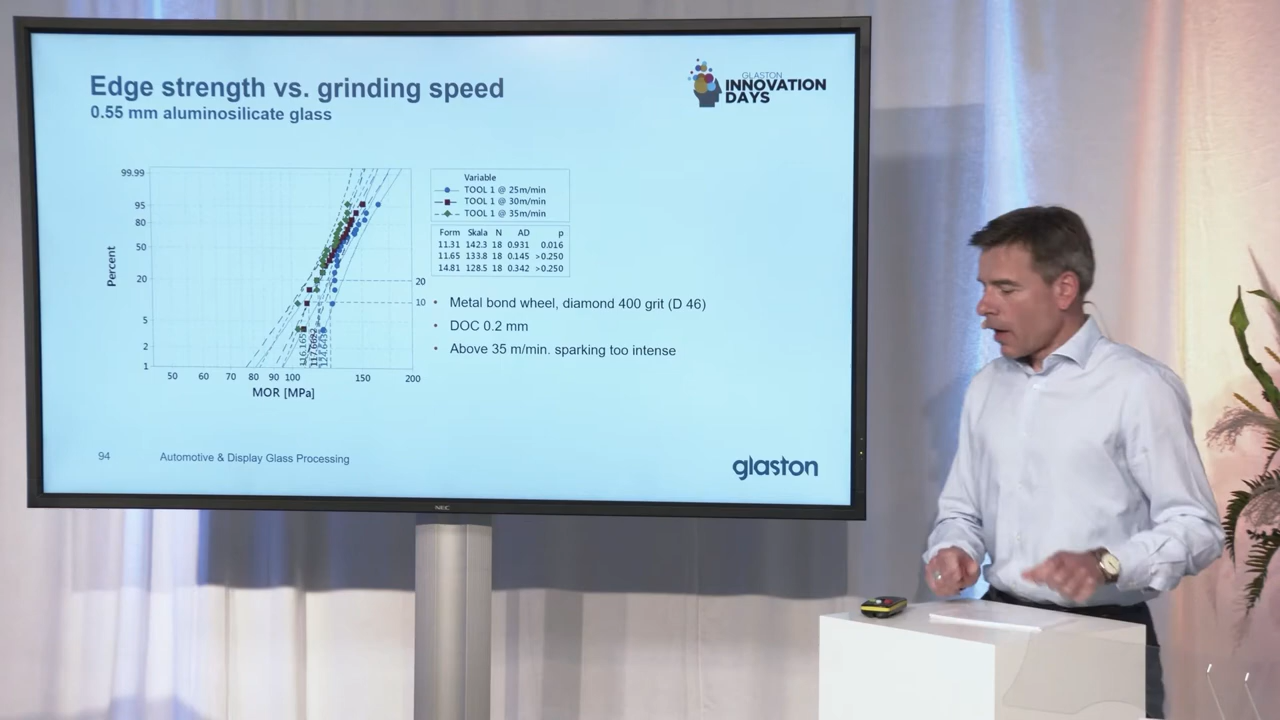 Edge strength vs. grinding speed
0.55 mm aluminosilicate glass
GLASTON
INNOVATION
DAYS
99.99
95
80
50
20
5
2
1
Percent
50 60 70 80 90 100 150 200
MOR [MPa]
20
10
124.643
Variable
TOOL 1 @ 25m/min
TOOL 1 @ 30m/min
TOOL 1 @ 35m/min
Form Skala N AD p
11.31 142.3 18 0.931 0.016
11.65 133.8 18 0.145 >0.250
14.81 128.5 18 0.342 >0.250
• Metal bond wheel, diamond 400 grit (D 46)
• DOC 0.2 mm
• Above 35 m/min. sparking too intense
94 Automotive & Display Glass Processing
glaston
NEC